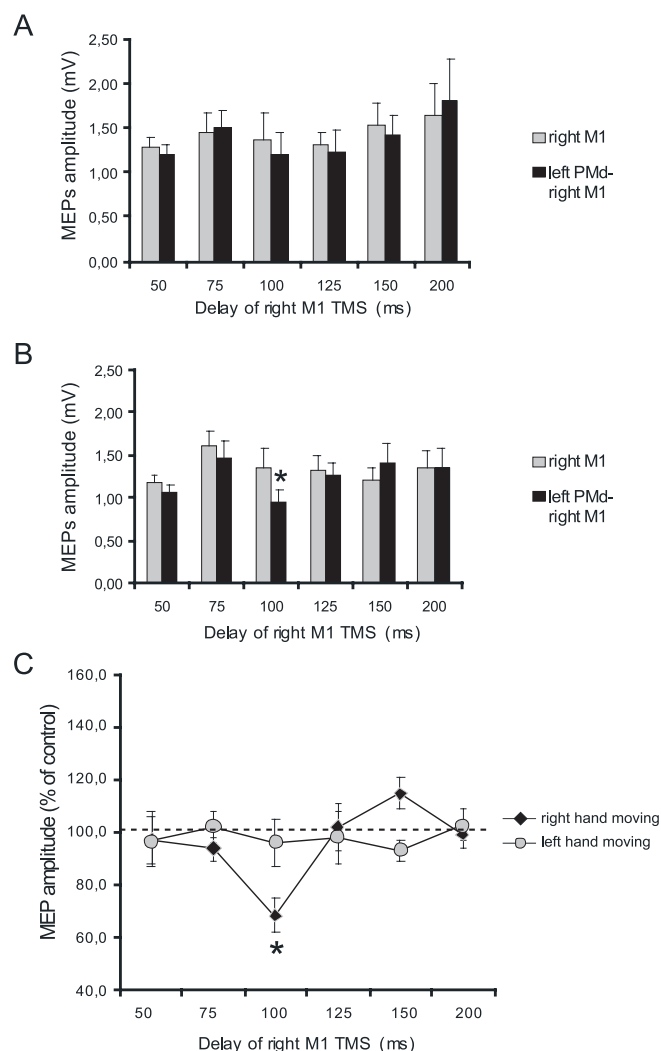 A
MEPs amplitude (mV)
2,50
2,00
1,50
1,00
0,50
0,00
50 75 100 125 150 200
Delay of right M1 TMS (ms)
right M1
left PMd-
right M1
B
MEPs amplitude (mV)
2,50
2,00
1,50
1,00
0,50
0,00
*
50 75 100 125 150 200
Delay of right M1 TMS (ms)
right M1
left PMd-
right M1
C
MEP amplitude (% of control)
160,0
140,0
120,0
100,0
80,0
60,0
40,0
*
50 75 100 125 150 200
Delay of right M1 TMS (ms)
right hand moving
left hand moving